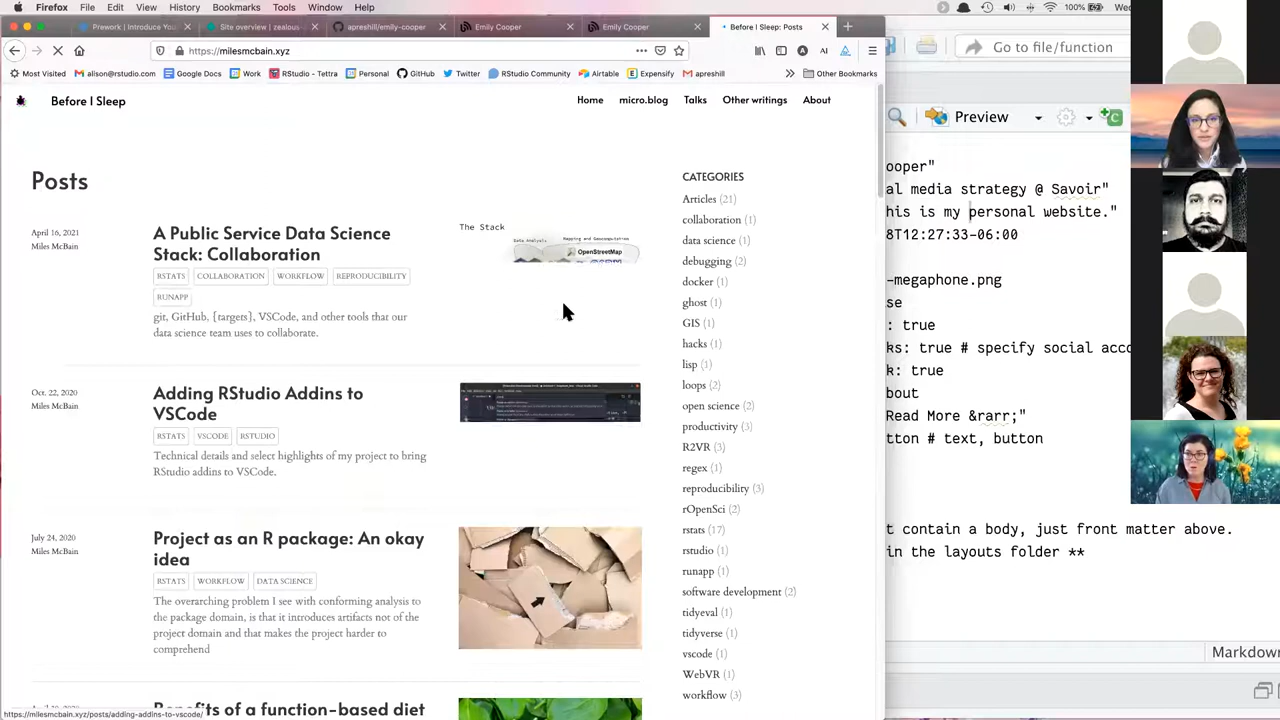 Firefox File Edit View History Bookmarks Tools Window Help
100%
Prework | Introduce You
Site overview | zealous
apreshill/emily-cooper
Emily Cooper
Emily Cooper
Before I Sleep: Posts
https://milesmcbain.xyz
Go to file/function
Most Visited alison@rstudio.com Google Docs Work RStudio - Tettra Personal GitHub Twitter RStudio Community Airtable Expensify apreshill Other Bookmarks
Before I Sleep
Home micro.blog Talks Other writings About
Preview
Posts
April 16, 2021
Miles McBain
A Public Service Data Science
Stack: Collaboration
RSTATS COLLABORATION WORKFLOW REPRODUCIBILITY
RUNAPP
git, GitHub, {targets}, VSCode, and other tools that our
data science team uses to collaborate.
The Stack
Data Analysis
Mapping and Geocomputing
OpenStreetMap
Oct. 22, 2020
Miles McBain
Adding RStudio Addins to
VSCode
RSTATS VSCODE RSTUDIO
Technical details and select highlights of my project to bring
RStudio addins to VSCode.
July 24, 2020
Miles McBain
Project as an R package: An okay
idea
RSTATS WORKFLOW DATA SCIENCE
The overarching problem I see with conforming analysis to
the package domain, is that it introduces artifacts not of the
project domain and that makes the project harder to
comprehend
Benefits of a function-based diet
CATEGORIES
Articles (21)
collaboration (1)
data science (1)
debugging (2)
docker (1)
ghost (1)
GIS (1)
hacks (1)
lisp (1)
loops (2)
open science (2)
productivity (3)
R2VR (3)
regex (1)
reproducibility (3)
rOpenSci (2)
rstats (17)
rstudio (1)
runapp (1)
software development (2)
tidyeval (1)
tidyverse (1)
vscode (1)
WebVR (1)
workflow (3)
ooper"
al media strategy @ Savoir"
his is my personal website."
8T12:27:33-06:00
-megaphone.png
se
: true
ks: true # specify social acco
k: true
bout
Read More &rarr;"
tton # text, button
t contain a body, just front matter above.
in the layouts folder **
Markdown
https://milesmcbain.xyz/posts/adding-addins-to-vscode/